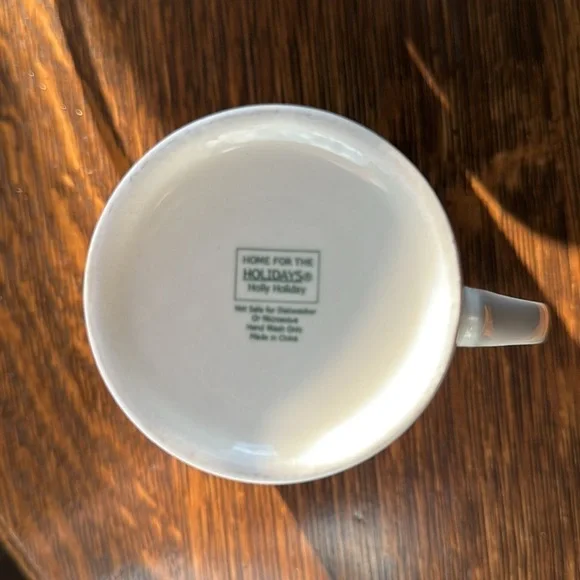 HOME FOR THE
HOLIDAYS®
Holly Holiday
Not Safe for Dishwasher
Or Microwave
Hand Wash Only
Made in China